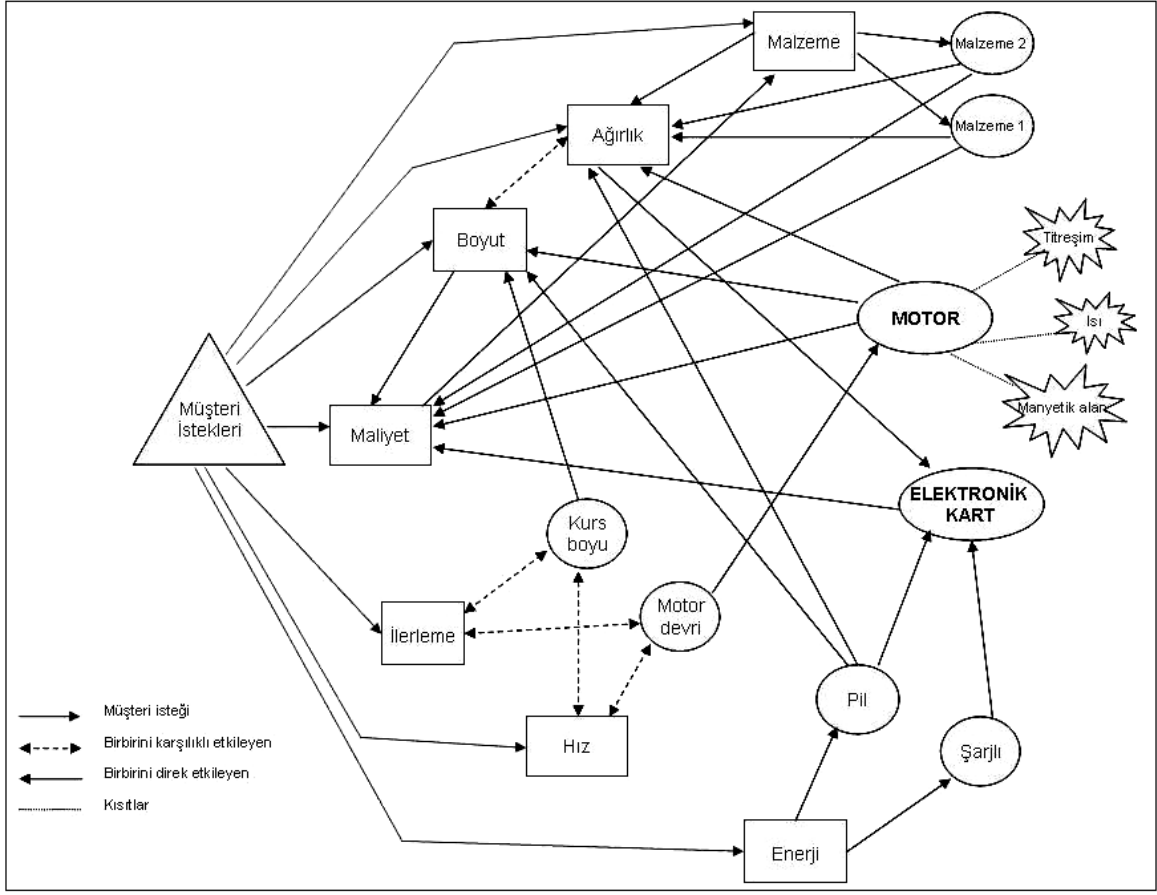 Malzeme
Malzeme 2
Malzeme 1
Ağırlık
Boyut
Titreşim
MOTOR
Isı
Manyetik alan
Müşteri
İstekleri
Maliyet
ELEKTRONİK
KART
Kurs
boyu
Motor
devri
İlerleme
Pil
Hız
Şarjlı
Enerji
Müşteri isteği
Birbirini karşılıklı etkileyen
Birbirini direk etkileyen
Kısıtlar